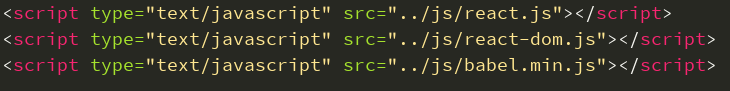 <script type="text/javascript" src="../js/react.js"></script>
<script type="text/javascript" src="../js/react-dom.js"></script>
<script type="text/javascript" src="../js/babel.min.js"></script>